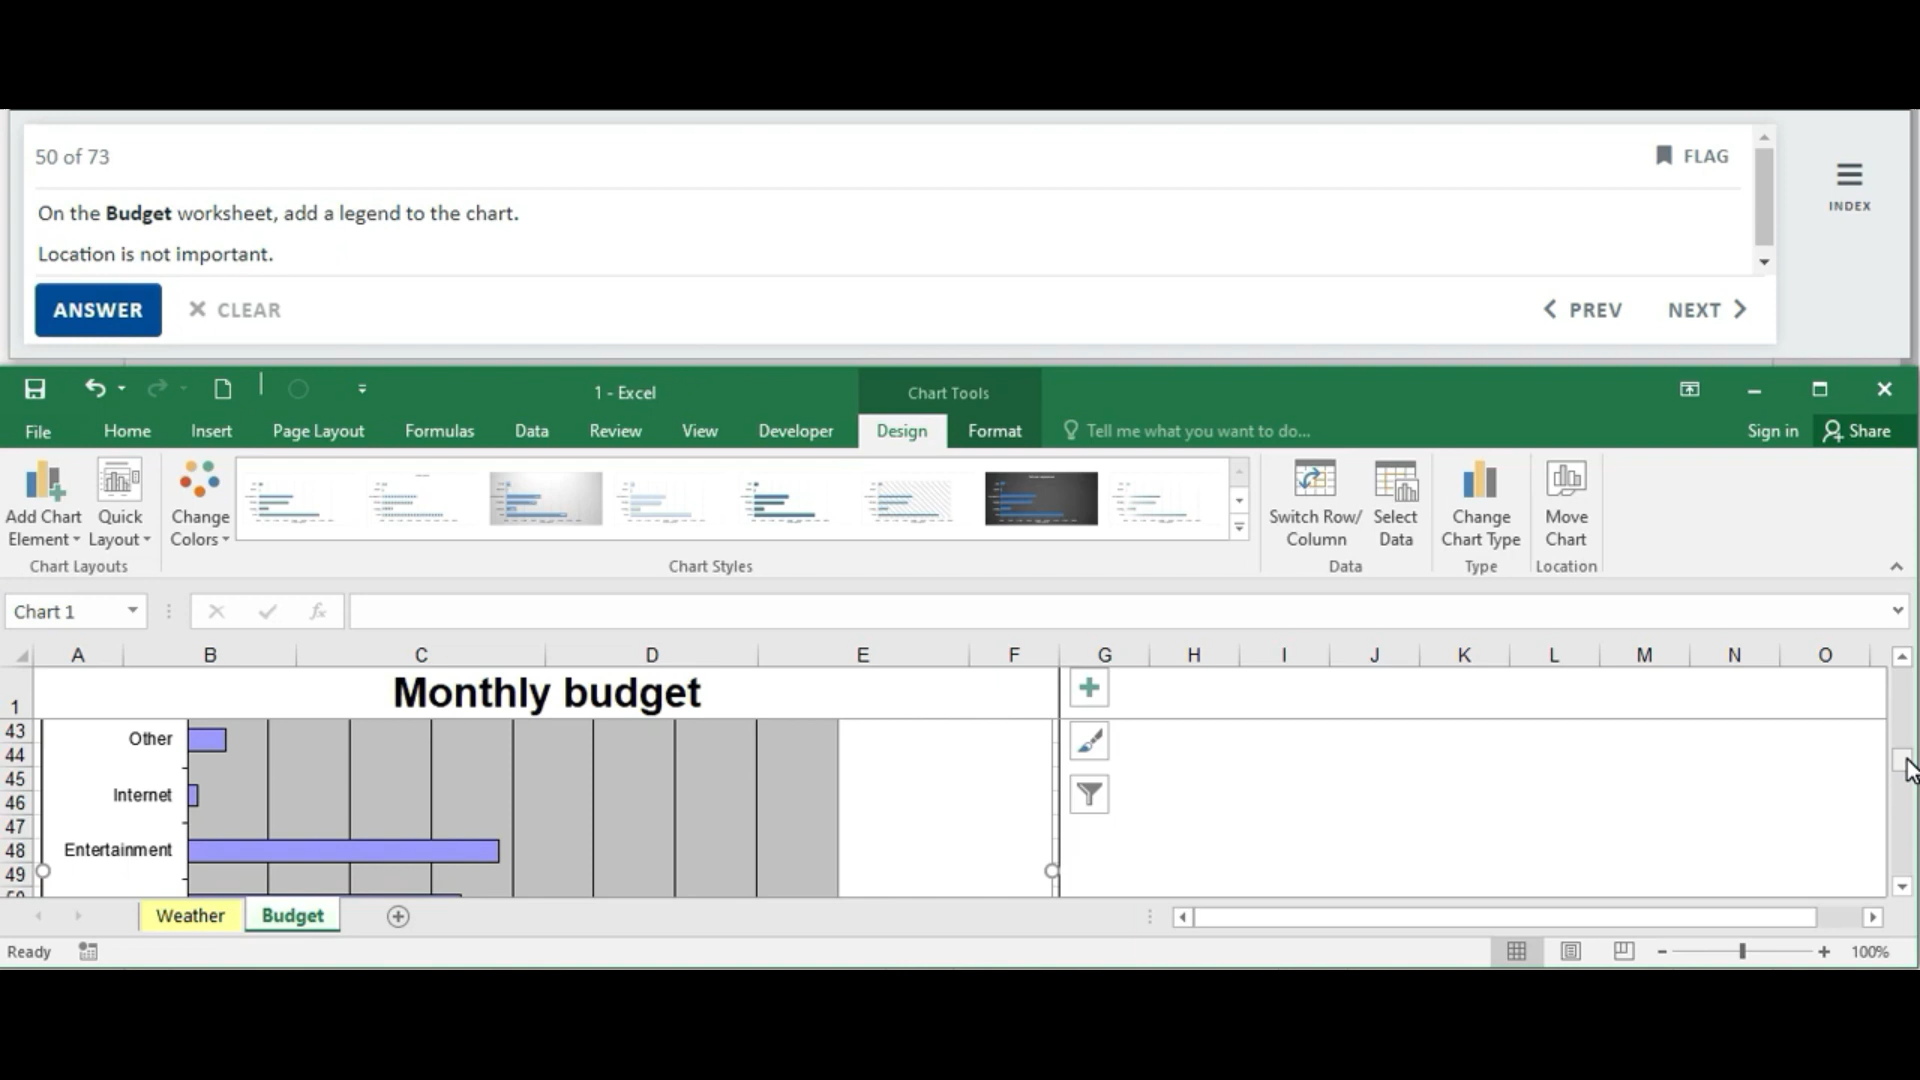 50 of 73
FLAG
INDEX
On the Budget worksheet, add a legend to the chart.
Location is not important.
ANSWER
CLEAR
PREV
NEXT
1 - Excel
Chart Tools
File
Home
Insert
Page Layout
Formulas
Data
Review
View
Developer
Design
Format
Tell me what you want to do...
Sign in
Share
Add Chart Element
Quick Layout
Change Colors
Switch Row/ Column
Select Data
Change Chart Type
Move Chart
Chart Layouts
Chart Styles
Data
Type
Location
Chart 1
fx
A B C D E F G H I J K L M N O
1 Monthly budget
43 Other
44
45
46 Internet
47
48 Entertainment
49
Weather
Budget
Ready
100%